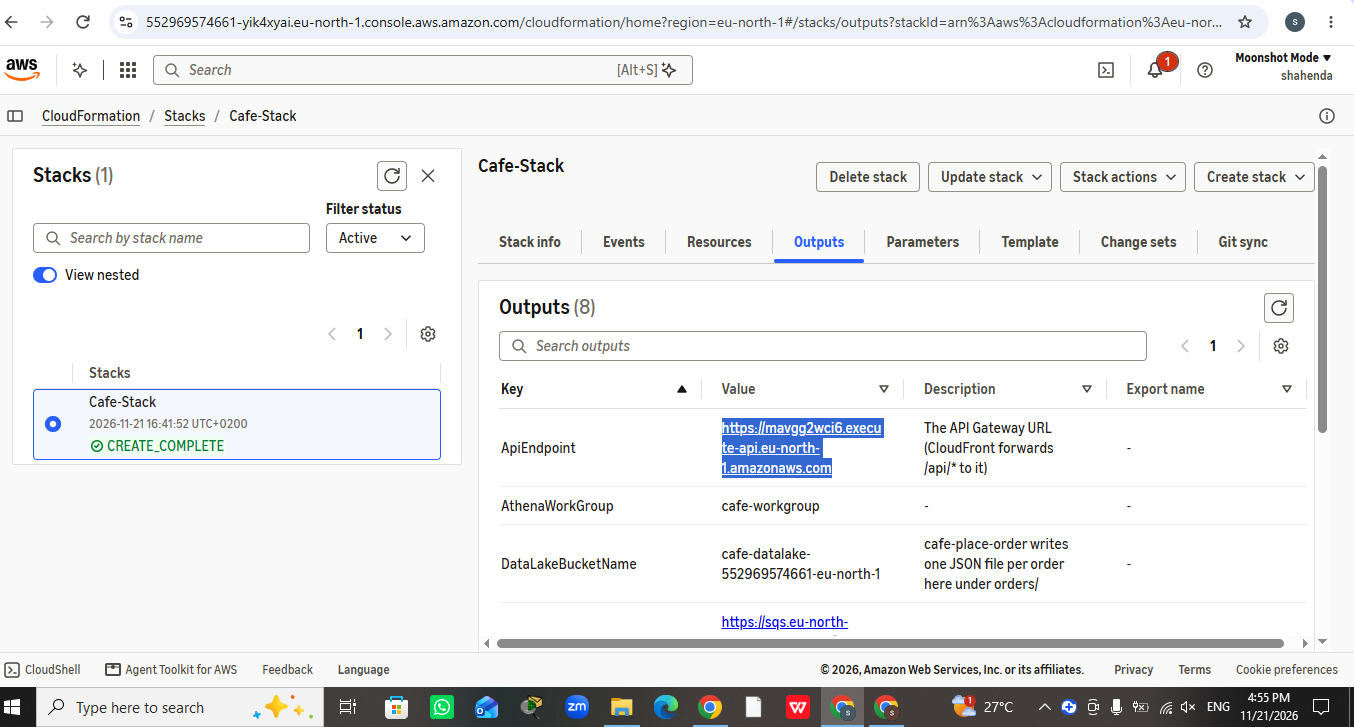 552969574661-yik4xyai.eu-north-1.console.aws.amazon.com/cloudformation/home?region=eu-north-1#/stacks/outputs?stackId=arn%3Aaws%3Acloudformation%3Aeu-nor...
S
aws
Search
[Alt+S]
1
Moonshot Mode
shahenda
CloudFormation / Stacks / Cafe-Stack
Stacks (1)
Filter status
Search by stack name
Active
View nested
1
Stacks
Cafe-Stack
2026-11-21 16:41:52 UTC+0200
CREATE_COMPLETE
Cafe-Stack
Delete stack
Update stack
Stack actions
Create stack
Stack info
Events
Resources
Outputs
Parameters
Template
Change sets
Git sync
Outputs (8)
Search outputs
1
Key
Value
Description
Export name
ApiEndpoint
https://mavgg2wci6.execu
te-api.eu-north-
1.amazonaws.com
The API Gateway URL
(CloudFront forwards
/api/* to it)
-
AthenaWorkGroup
cafe-workgroup
-
-
DataLakeBucketName
cafe-datalake-
552969574661-eu-north-1
cafe-place-order writes
one JSON file per order
here under orders/
-
https://sqs.eu-north-
CloudShell
Agent Toolkit for AWS
Feedback
Language
© 2026, Amazon Web Services, Inc. or its affiliates.
Privacy
Terms
Cookie preferences
Type here to search
zm
W
S
S
1
27°C
ENG
4:55 PM
11/21/2026